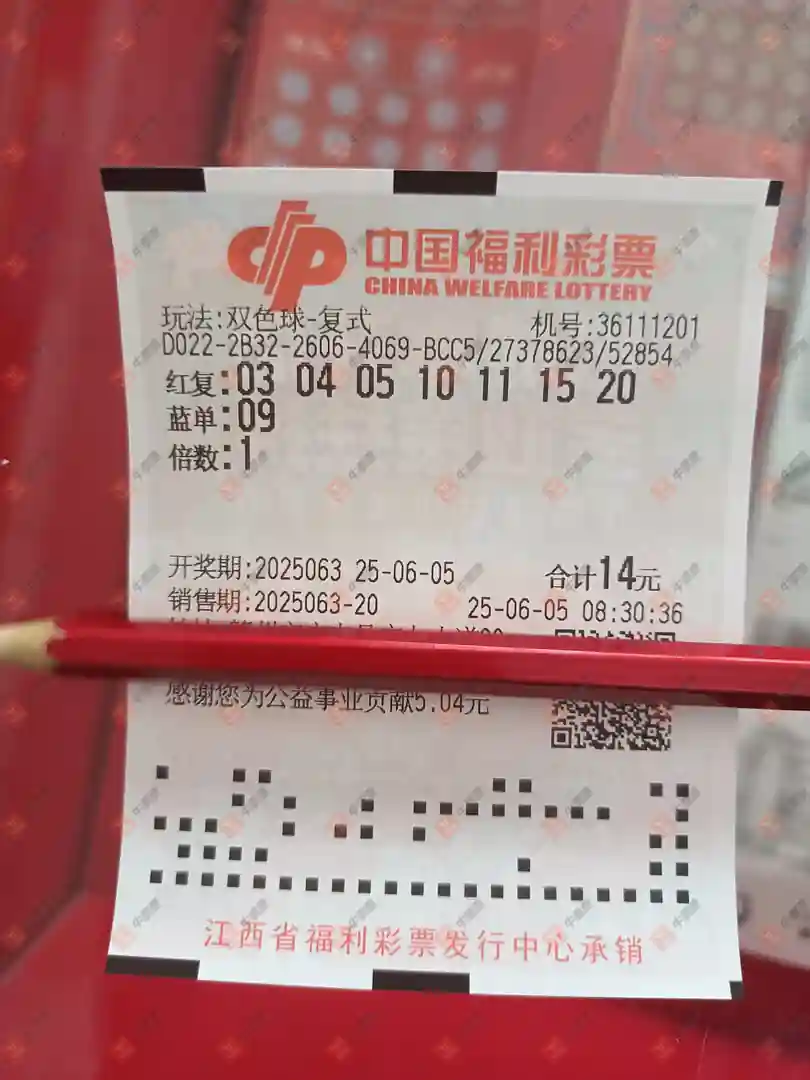 中国福利彩票
CHINA WELFARE LOTTERY
玩法:双色球-复式 机号:36111201
D022-2B32-2606-4069-BCC5/27378623/52854
红复:03 04 05 10 11 15 20
蓝单:09
倍数:1
开奖期:2025063 25-06-05 合计14元
销售期:2025063-20 25-06-05 08:30:36
感谢您为公益事业贡献5.04元
江西省福利彩票发行中心承销